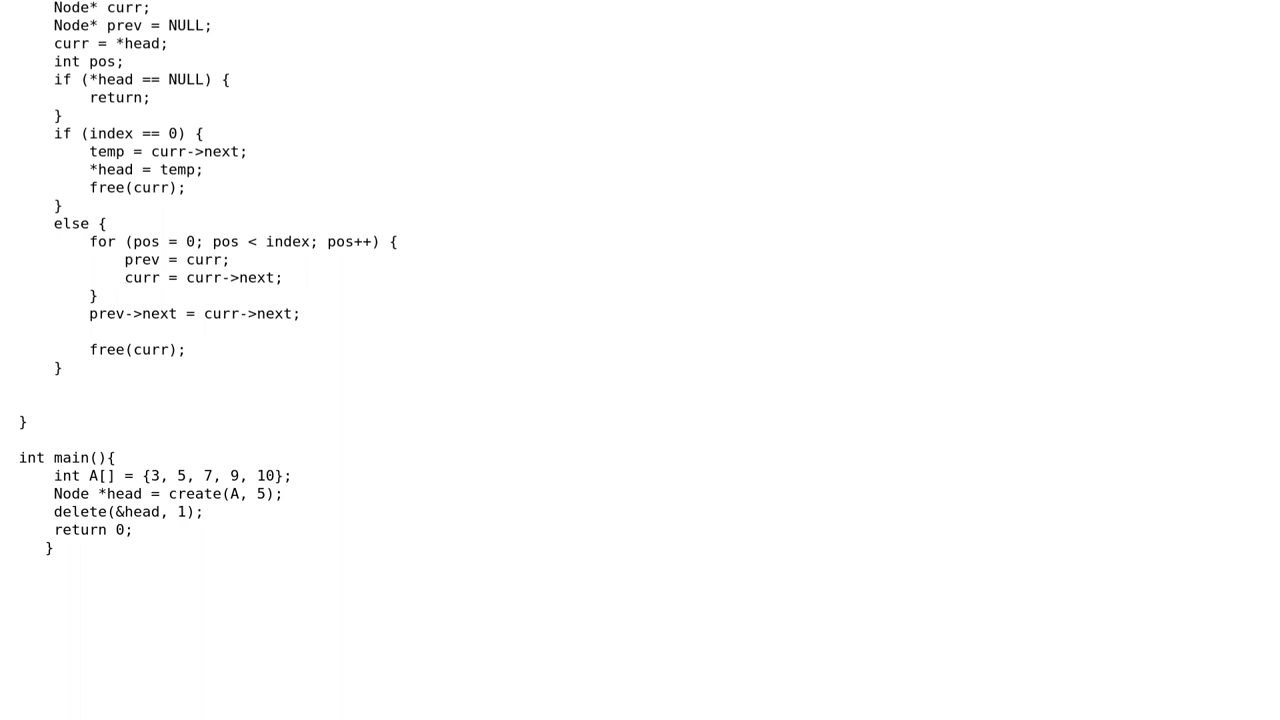 Node* curr;
Node* prev = NULL;
curr = *head;
int pos;
if (*head == NULL) {
return;
}
if (index == 0) {
temp = curr->next;
*head = temp;
free(curr);
}
else {
for (pos = 0; pos < index; pos++) {
prev = curr;
curr = curr->next;
}
prev->next = curr->next;
free(curr);
}
}
int main(){
int A[] = {3, 5, 7, 9, 10};
Node *head = create(A, 5);
delete(&head, 1);
return 0;
}